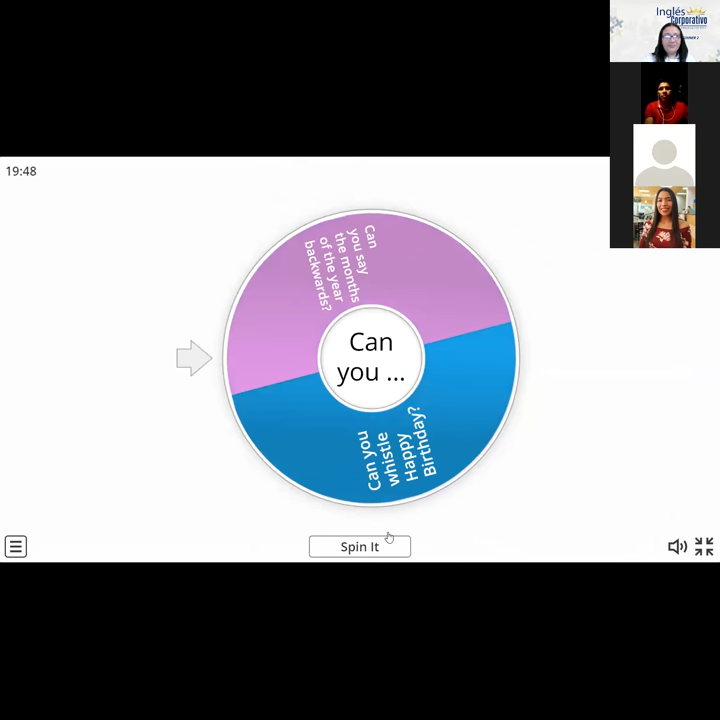 Inglés
Corporativo
19:48
Can
you say
the months
of the year
backwards?
Can
you ...
Can you
whistle
Happy
Birthday?
Spin It